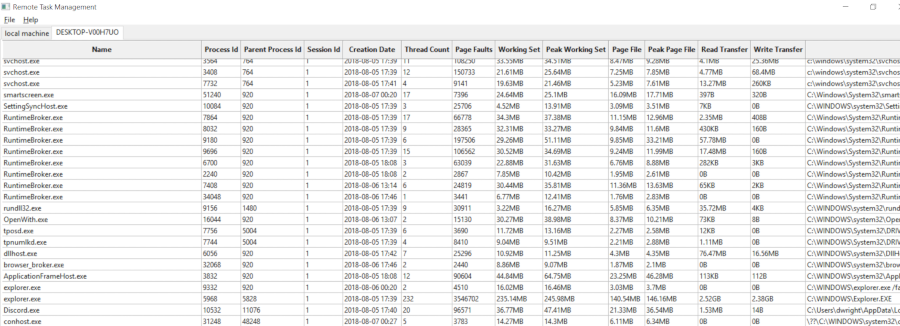 Remote Task Management
File Help
local machine DESKTOP-V00H7UO
Name Process Id Parent Process Id Session Id Creation Date Thread Count Page Faults Working Set Peak Working Set Page File Peak Page File Read Transfer Write Transfer
svchost.exe 3564 764 1 2018-08-05 17:39 11 108250 33.55MB 34.51MB 8.47MB 9.28MB 4.1MB 25.36MB c:\windows\system32\svchos
svchost.exe 3408 764 1 2018-08-05 17:39 12 150733 21.61MB 25.64MB 7.25MB 7.85MB 4.77MB 68.4MB c:\windows\system32\svchos
svchost.exe 7732 764 1 2018-08-05 17:41 4 9141 19.63MB 21.46MB 5.23MB 7.61MB 13.27MB 260KB c:\windows\system32\svchos
smartscreen.exe 51240 920 1 2018-08-07 00:20 17 7396 24.64MB 25.1MB 16.09MB 17.71MB 397B 320B C:\Windows\System32\smarts
SettingSyncHost.exe 10084 920 1 2018-08-05 17:39 3 25706 4.52MB 13.91MB 3.09MB 3.51MB 7KB 0B C:\WINDOWS\system32\Settin
RuntimeBroker.exe 7864 920 1 2018-08-05 17:39 17 66778 34.3MB 37.38MB 11.15MB 12.96MB 2.35MB 408B C:\Windows\System32\Runtim
RuntimeBroker.exe 8032 920 1 2018-08-05 17:39 9 28365 32.31MB 33.27MB 9.84MB 11.6MB 430KB 160B C:\Windows\System32\Runtim
RuntimeBroker.exe 9180 920 1 2018-08-05 17:39 6 197506 29.26MB 51.11MB 9.85MB 33.21MB 57.78MB 0B C:\Windows\System32\Runtim
RuntimeBroker.exe 9696 920 1 2018-08-05 17:39 15 106562 30.52MB 34.69MB 9.24MB 11.99MB 17.48MB 160B C:\Windows\System32\Runtim
RuntimeBroker.exe 6700 920 1 2018-08-05 18:08 3 63039 22.88MB 31.63MB 6.76MB 8.88MB 282KB 3KB C:\Windows\System32\Runtim
RuntimeBroker.exe 2240 920 1 2018-08-05 18:08 2 2867 7.85MB 10.42MB 1.95MB 2.61MB 0B 0B C:\Windows\System32\Runtim
RuntimeBroker.exe 7408 920 1 2018-08-06 13:14 6 24819 30.44MB 35.81MB 11.36MB 13.63MB 65KB 2KB C:\Windows\System32\Runtim
RuntimeBroker.exe 34048 920 1 2018-08-06 17:46 1 3441 6.77MB 12.41MB 1.76MB 2.83MB 0B 0B C:\Windows\System32\Runtim
rundll32.exe 9156 1480 1 2018-08-05 17:39 9 30911 3.22MB 16.27MB 5.85MB 6.35MB 35.72MB 4KB C:\WINDOWS\system32\rundl
OpenWith.exe 16044 920 1 2018-08-06 13:07 2 15130 30.27MB 38.98MB 8.37MB 10.21MB 73KB 8B C:\WINDOWS\system32\Open
tposd.exe 7756 5004 1 2018-08-05 17:39 6 3690 11.72MB 13.16MB 2.27MB 2.58MB 12KB 0B C:\WINDOWS\System32\DRIV
tpnumlkd.exe 7744 5004 1 2018-08-05 17:39 4 8410 9.04MB 9.51MB 2.21MB 2.88MB 1.11MB 0B C:\WINDOWS\System32\DRIV
dllhost.exe 6056 920 1 2018-08-05 17:42 7 25296 10.92MB 11.25MB 4.3MB 4.35MB 76.47MB 16.56MB C:\WINDOWS\system32\DllHo
browser_broker.exe 32068 920 1 2018-08-06 17:46 2 2440 8.86MB 9.07MB 1.87MB 2.1MB 0B 0B C:\WINDOWS\system32\brow
ApplicationFrameHost.exe 3832 920 1 2018-08-05 18:08 12 90604 44.84MB 64.75MB 23.25MB 46.28MB 113KB 112B C:\WINDOWS\system32\Appl
explorer.exe 9332 920 1 2018-08-06 00:20 2 4510 16.02MB 16.46MB 3.03MB 3.7MB 0B 0B C:\WINDOWS\explorer.exe /fa
explorer.exe 5968 5828 1 2018-08-05 17:39 232 3546702 235.14MB 245.98MB 140.54MB 146.16MB 2.52GB 2.38GB C:\WINDOWS\Explorer.EXE
Discord.exe 10532 11076 1 2018-08-05 17:40 20 96571 36.77MB 47.41MB 21.33MB 36.54MB 1.53MB 14B C:\Users\dwright\AppData\Lo
conhost.exe 31248 48248 1 2018-08-07 00:27 5 3783 14.27MB 14.3MB 6.11MB 6.34MB 0B 0B \??\C:\WINDOWS\system32\c